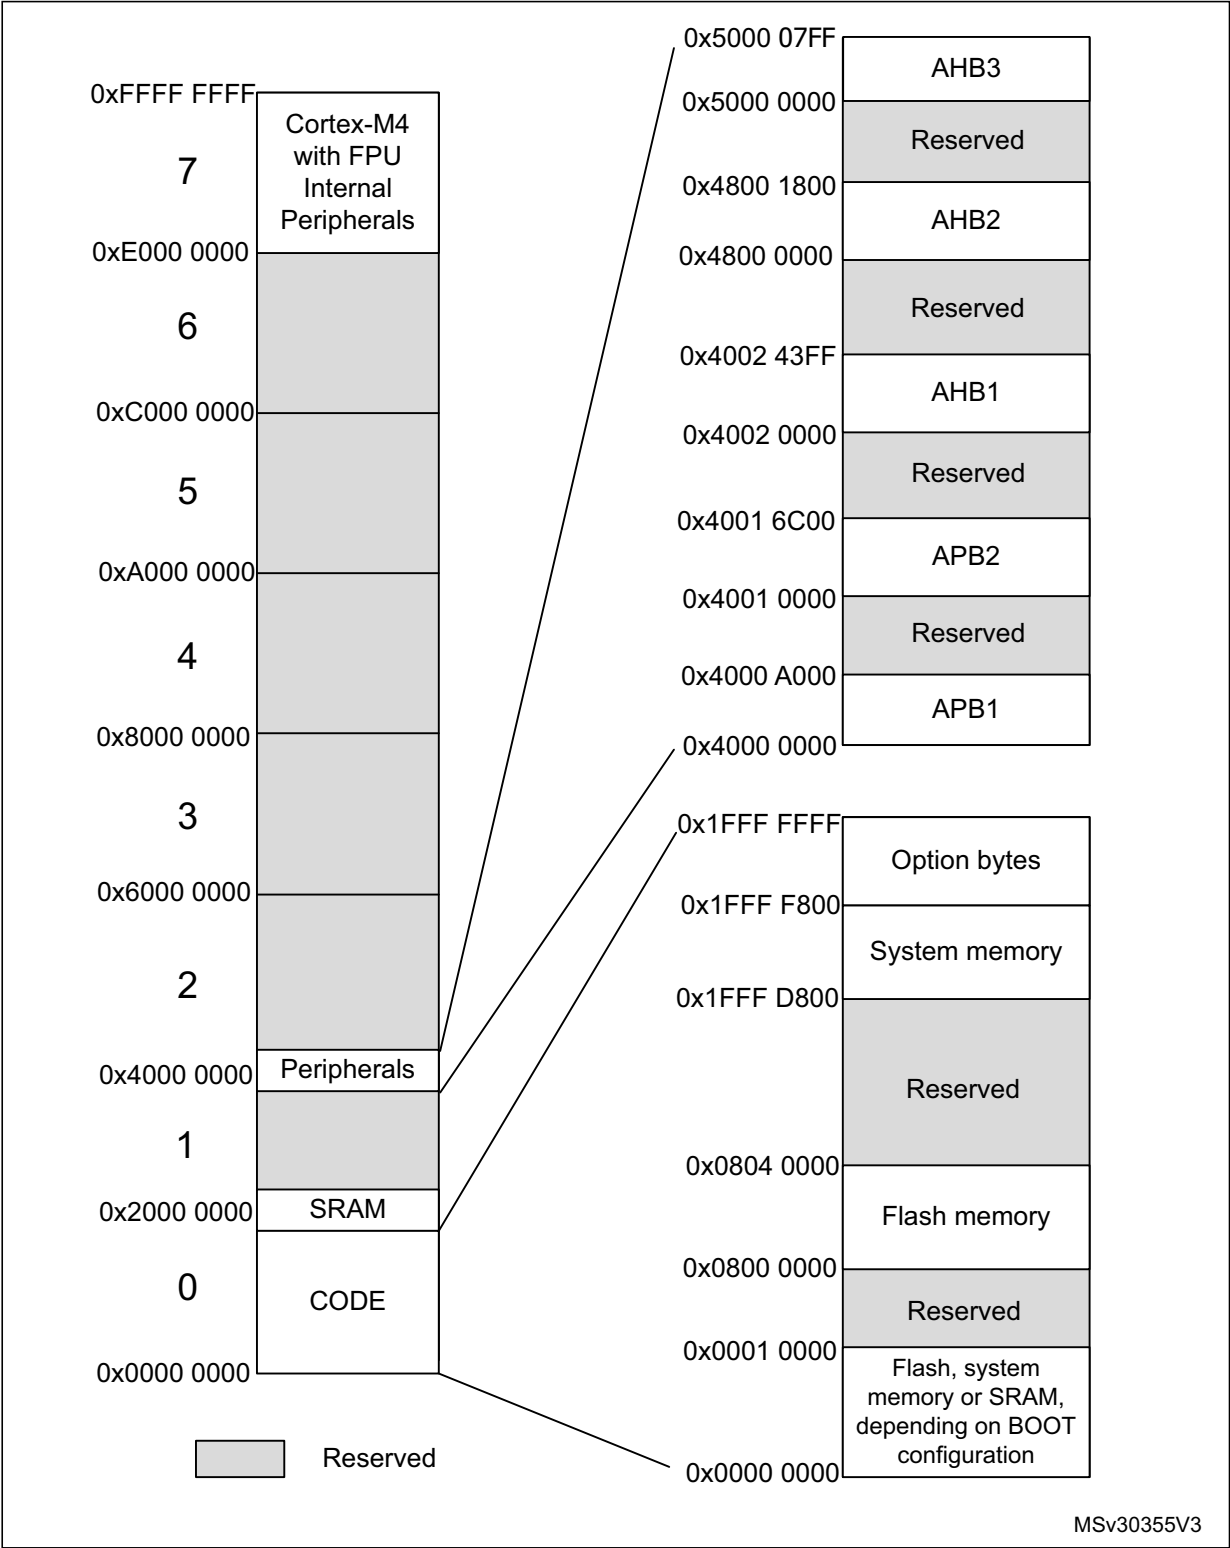 0xFFFF FFFF
Cortex-M4
with FPU
Internal
Peripherals
7
0xE000 0000
6
0xC000 0000
5
0xA000 0000
4
0x8000 0000
3
0x6000 0000
2
Peripherals
0x4000 0000
1
SRAM
0x2000 0000
0
CODE
0x0000 0000
Reserved
0x5000 07FF
AHB3
0x5000 0000
Reserved
0x4800 1800
AHB2
0x4800 0000
Reserved
0x4002 43FF
AHB1
0x4002 0000
Reserved
0x4001 6C00
APB2
0x4001 0000
Reserved
0x4000 A000
APB1
0x4000 0000
0x1FFF FFFF
Option bytes
0x1FFF F800
System memory
0x1FFF D800
Reserved
0x0804 0000
Flash memory
0x0800 0000
Reserved
0x0001 0000
Flash, system
memory or SRAM,
depending on BOOT
configuration
0x0000 0000
MSv30355V3